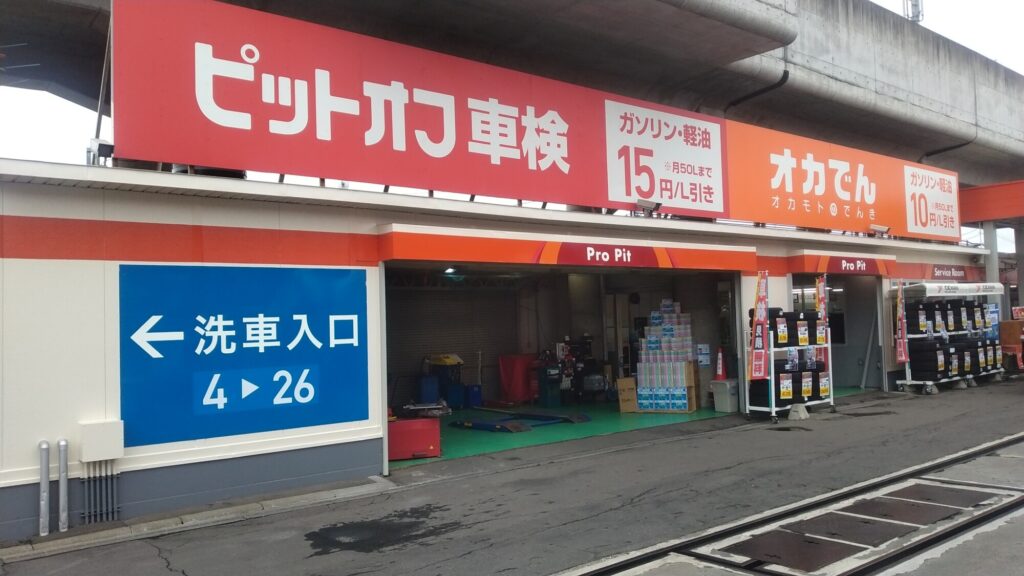 ピットオフ車検
ガソリン・軽油
15円/L引き
※月50Lまで
オカでん
オカモトのでんき
ガソリン・軽油
10円/L引き
※月50Lまで
Pro Pit
Pro Pit
Service Room
← 洗車入口
4 ▶ 26